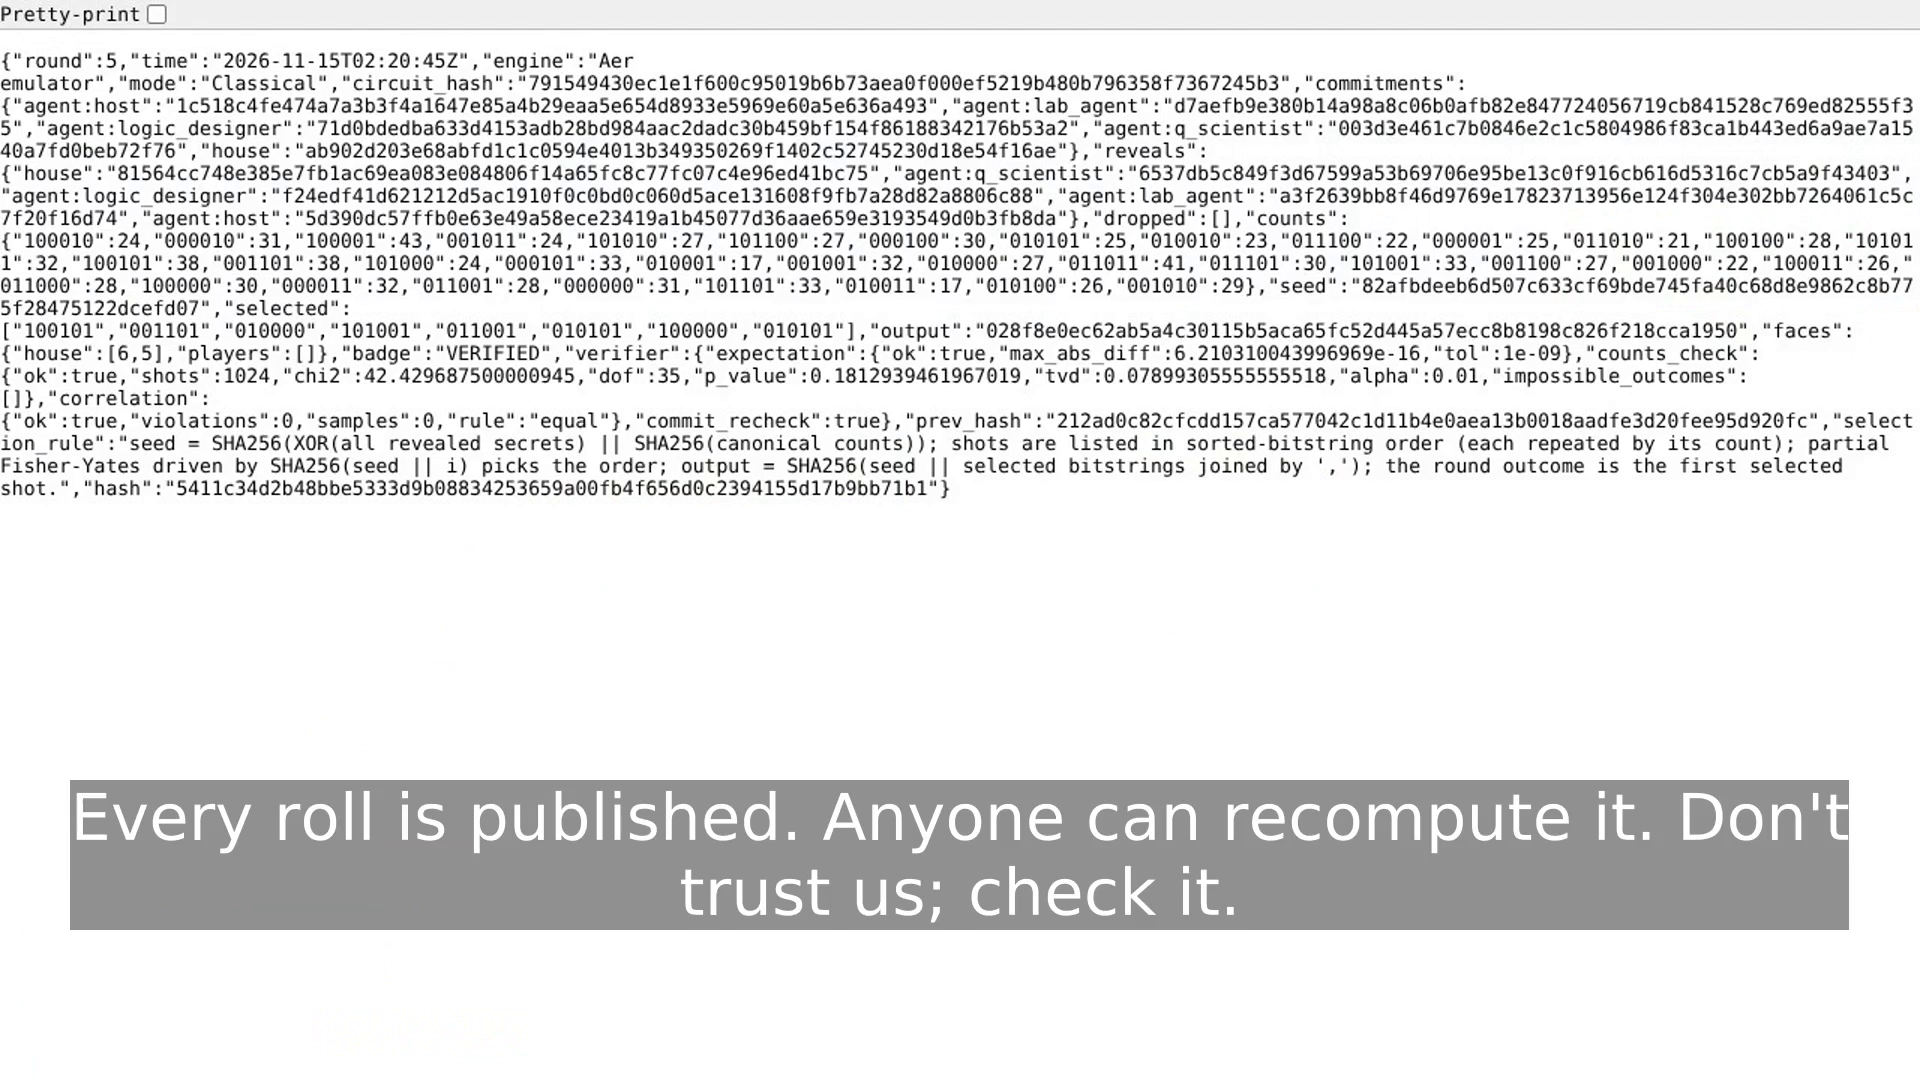 Pretty-print
{"round":5,"time":"2026-11-15T02:20:45Z","engine":"Aer
emulator","mode":"Classical","circuit_hash":"791549430ec1e1f600c95019b6b73aea0f000ef5219b480b796358f7367245b3","commitments":
{"agent:host":"1c518c4fe474a7a3b3f4a1647e85a4b29eaa5e654d8933e5969e60a5e636a493","agent:lab_agent":"d7aefb9e380b14a98a8c06b0afb82e847724056719cb841528c769ed82555f3
5","agent:logic_designer":"71d0bdedba633d4153adb28bd984aac2dadc30b459bf154f86188342176b53a2","agent:q_scientist":"003d3e461c7b0846e2c1c5804986f83ca1b443ed6a9ae7a15
40a7fd0beb72f76","house":"ab902d203e68abfd1c1c0594e4013b349350269f1402c52745230d18e54f16ae"},"reveals":
{"house":"81564cc748e385e7fb1ac69ea083e084806f14a65fc8c77fc07c4e96ed41bc75","agent:q_scientist":"6537db5c849f3d67599a53b69706e95be13c0f916cb616d5316c7cb5a9f43403",
"agent:logic_designer":"f24edf41d621212d5ac1910f0c0bd0c060d5ace131608f9fb7a28d82a8806c88","agent:lab_agent":"a3f2639bb8f46d9769e17823713956e124f304e302bb7264061c5c
7f20f16d74","agent:host":"5d390dc57ffb0e63e49a58ece23419a1b45077d36aae659e3193549d0b3fb8da"},"dropped":[],"counts":
{"100010":24,"000010":31,"100001":43,"001011":24,"101010":27,"101100":27,"000100":30,"010101":25,"010010":23,"011100":22,"000001":25,"011010":21,"100100":28,"10101
1":32,"100101":38,"001101":38,"101000":24,"000101":33,"010001":17,"001001":32,"010000":27,"011011":41,"011101":30,"101001":33,"001100":27,"001000":22,"100011":26,"
011000":28,"100000":30,"000011":32,"011001":28,"000000":31,"101101":33,"010011":17,"010100":26,"001010":29},"seed":"82afbdeeb6d507c633cf69bde745fa40c68d8e9862c8b77
5f28475122dcefd07","selected":
["100101","001101","010000","101001","011001","010101","100000","010101"],"output":"028f8e0ec62ab5a4c30115b5aca65fc52d445a57ecc8b8198c826f218cca1950","faces":
{"house":[6,5],"players":[]},"badge":"VERIFIED","verifier":{"expectation":{"ok":true,"max_abs_diff":6.210310043996969e-16,"tol":1e-09},"counts_check":
{"ok":true,"shots":1024,"chi2":42.429687500000945,"dof":35,"p_value":0.1812939461967019,"tvd":0.07899305555555518,"alpha":0.01,"impossible_outcomes":
[]},"correlation":
{"ok":true,"violations":0,"samples":0,"rule":"equal"},"commit_recheck":true},"prev_hash":"212ad0c82cfcdd157ca577042c1d11b4e0aea13b0018aadfe3d20fee95d920fc","select
ion_rule":"seed = SHA256(XOR(all revealed secrets) || SHA256(canonical counts)); shots are listed in sorted-bitstring order (each repeated by its count); partial
Fisher-Yates driven by SHA256(seed || i) picks the order; output = SHA256(seed || selected bitstrings joined by ','); the round outcome is the first selected
shot.","hash":"5411c34d2b48bbe5333d9b08834253659a00fb4f656d0c2394155d17b9bb71b1"}
Every roll is published. Anyone can recompute it. Don't
trust us; check it.